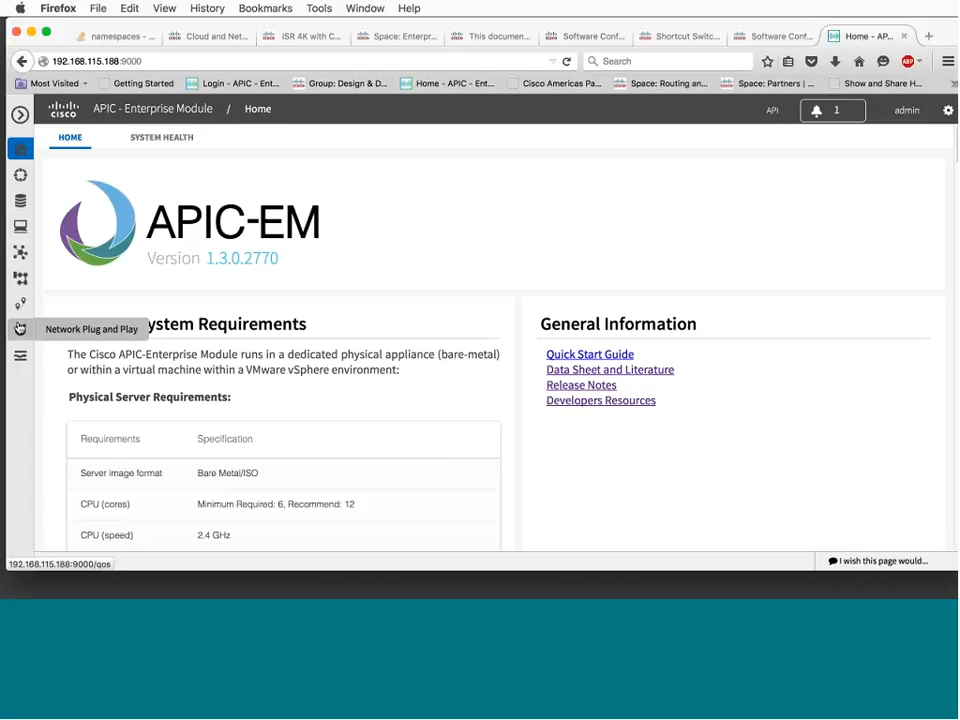 Firefox File Edit View History Bookmarks Tools Window Help
namespaces - ... Cloud and Net... ISR 4K with C... Space: Enterpr... This documen... Software Conf... Shortcut Switc... Software Conf... Home - AP... × +
192.168.115.188:9000 Search ABP
Most Visited Getting Started Login - APIC - Ent... Group: Design & D... Home - APIC - Ent... Cisco Americas Pa... Space: Routing an... Space: Partners | ... Show and Share H...
cisco APIC - Enterprise Module / Home API 1 admin
HOME SYSTEM HEALTH
APIC-EM
Version 1.3.0.2770
Network Plug and Play
ystem Requirements
The Cisco APIC-Enterprise Module runs in a dedicated physical appliance (bare-metal)
or within a virtual machine within a VMware vSphere environment:
Physical Server Requirements:
Requirements Specification
Server image format Bare Metal/ISO
CPU (cores) Minimum Required: 6, Recommend: 12
CPU (speed) 2.4 GHz
General Information
Quick Start Guide
Data Sheet and Literature
Release Notes
Developers Resources
192.168.115.188:9000/qos
I wish this page would...